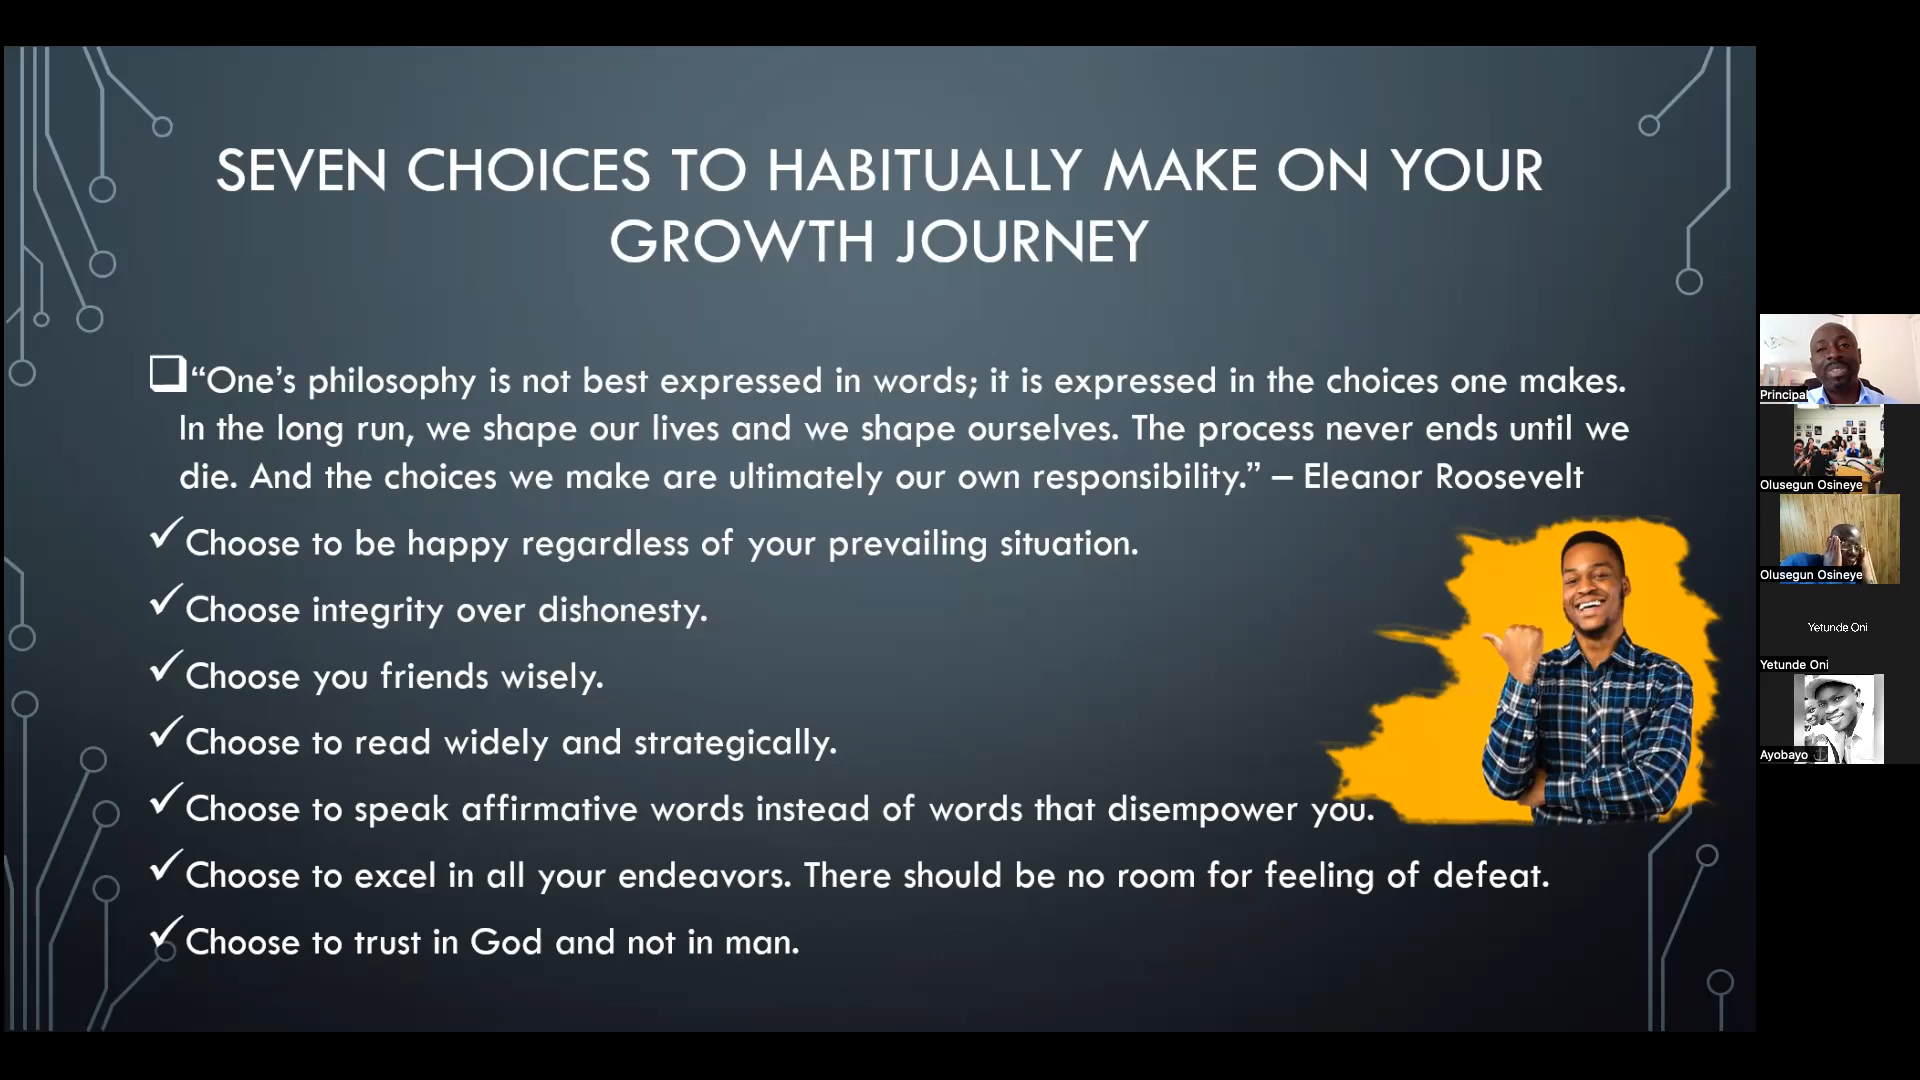 SEVEN CHOICES TO HABITUALLY MAKE ON YOUR
GROWTH JOURNEY
“One’s philosophy is not best expressed in words; it is expressed in the choices one makes.
In the long run, we shape our lives and we shape ourselves. The process never ends until we
die. And the choices we make are ultimately our own responsibility.” – Eleanor Roosevelt
Choose to be happy regardless of your prevailing situation.
Choose integrity over dishonesty.
Choose you friends wisely.
Choose to read widely and strategically.
Choose to speak affirmative words instead of words that disempower you.
Choose to excel in all your endeavors. There should be no room for feeling of defeat.
Choose to trust in God and not in man.
Principal
Olusegun Osineye
Olusegun Osineye
Yetunde Oni
Yetunde Oni
Ayobayo